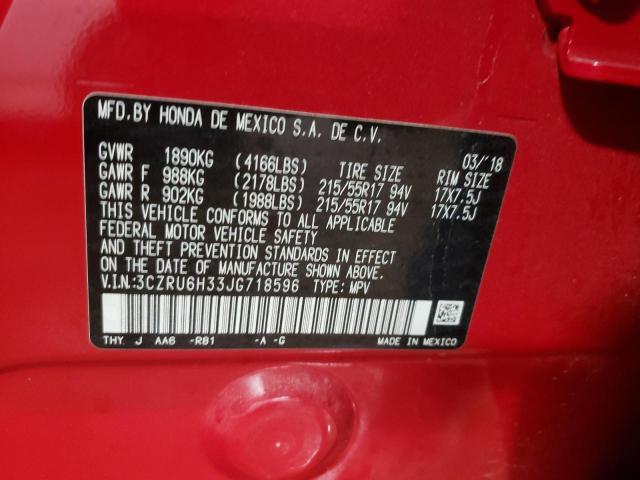 MFD.BY HONDA DE MEXICO S.A. DE C.V.
03/'18
GVWR 1890KG (4166LBS) TIRE SIZE RIM SIZE
GAWR F 988KG (2178LBS) 215/55R17 94V 17X7.5J
GAWR R 902KG (1988LBS) 215/55R17 94V 17X7.5J
THIS VEHICLE CONFORMS TO ALL APPLICABLE
FEDERAL MOTOR VEHICLE SAFETY
AND THEFT PREVENTION STANDARDS IN EFFECT
ON THE DATE OF MANUFACTURE SHOWN ABOVE.
V.I.N.:3CZRU6H33JG718596 TYPE: MPV
THY J AA6 -R81 -A -G MADE IN MEXICO